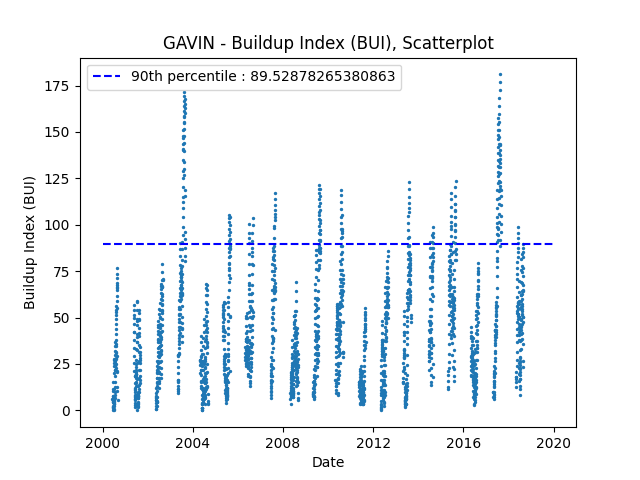 GAVIN - Buildup Index (BUI), Scatterplot
90th percentile : 89.52878265380863
175
150
125
100
75
50
25
0
Buildup Index (BUI)
2000 2004 2008 2012 2016 2020
Date